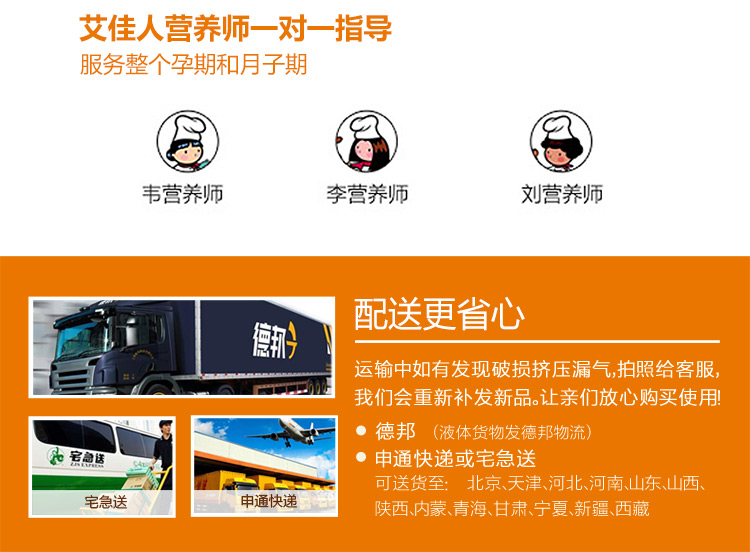 艾佳人营养师一对一指导
服务整个孕期和月子期
韦营养师
李营养师
刘营养师
德邦
宅急送
ZJS EXPRESS
宅急送
申通快递
配送更省心
运输中如有发现破损挤压漏气,拍照给客服,
我们会重新补发新品。让亲们放心购买使用!
● 德邦 （液体货物发德邦物流）
● 申通快递或宅急送
可送货至: 北京、天津、河北、河南、山东、山西、
陕西、内蒙、青海、甘肃、宁夏、新疆、西藏